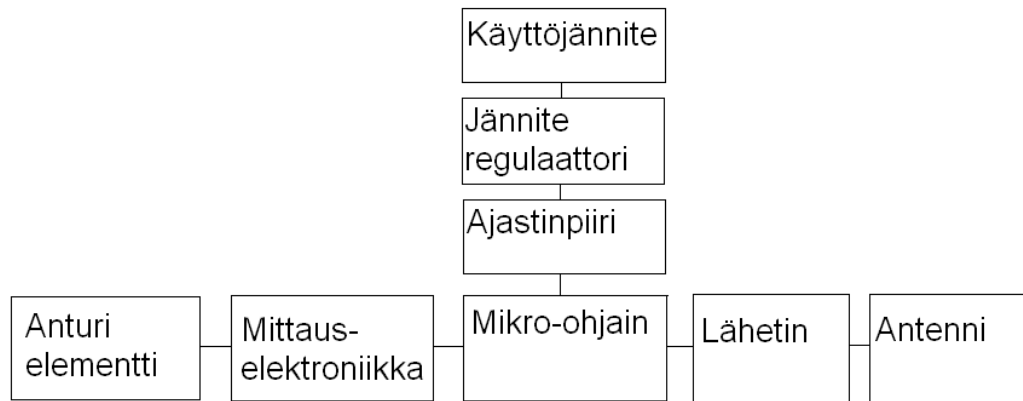 Käyttöjännite
Jännite
regulaattori
Ajastinpiiri
Anturi
elementti
Mittaus-
elektroniikka
Mikro-ohjain
Lähetin
Antenni